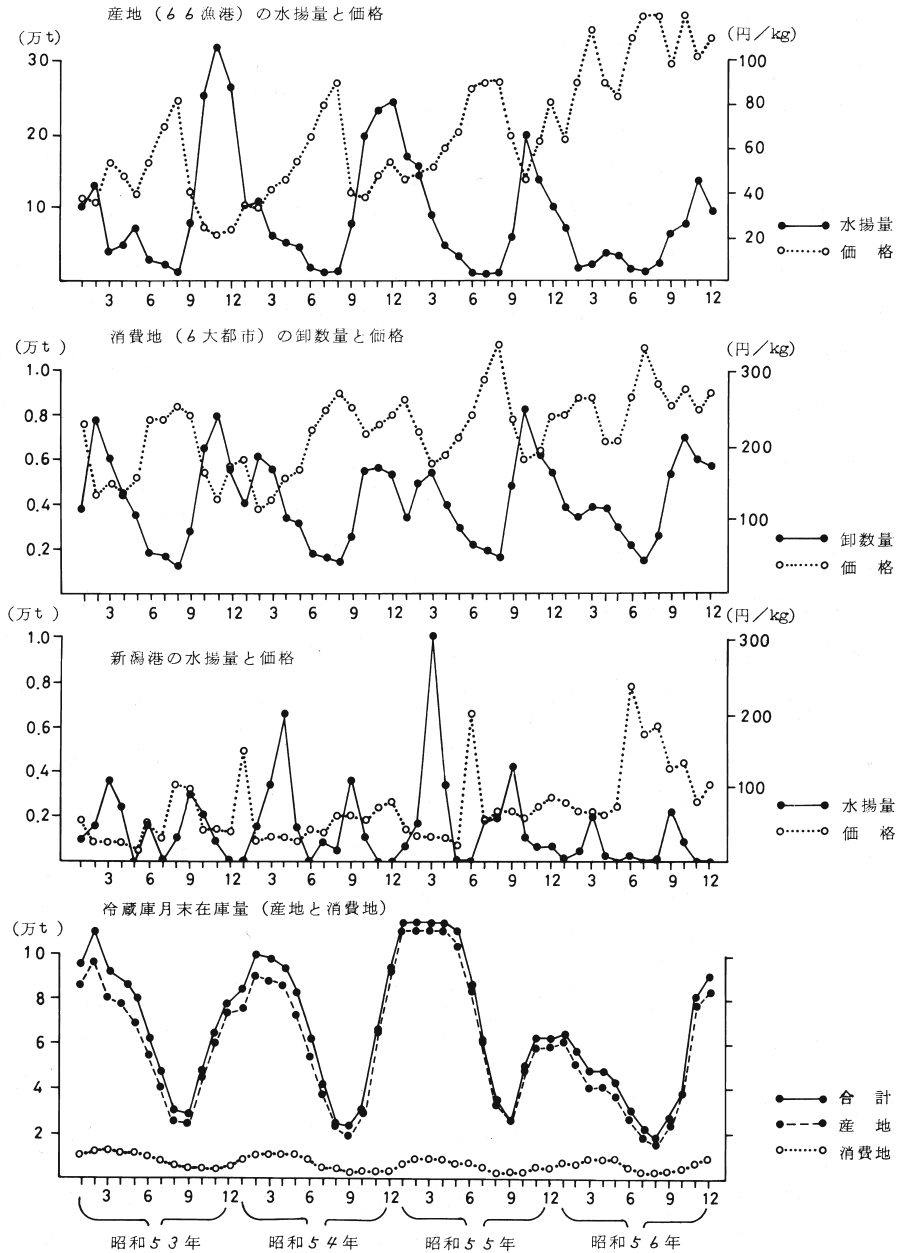 産地（６６漁港）の水揚量と価格
(万t) (円／kg)
30 100
80
20
60
10 40
20
水揚量
価　格
3 6 9 12 3 6 9 12 3 6 9 12 3 6 9 12
消費地（６大都市）の卸数量と価格
(万t) (円／kg)
1.0 300
0.8
200
0.6
0.4
100
0.2
卸数量
価　格
3 6 9 12 3 6 9 12 3 6 9 12 3 6 9 12
(万t) (円／kg)
1.0 300
新潟港の水揚量と価格
0.8
200
0.6
0.4
100
0.2
水揚量
価　格
3 6 9 12 3 6 9 12 3 6 9 12 3 6 9 12
冷蔵庫月末在庫量（産地と消費地）
(万t)
10
8
6
4
2
合　計
産　地
消費地
3 6 9 12 3 6 9 12 3 6 9 12 3 6 9 12
昭和５３年 昭和５４年 昭和５５年 昭和５６年